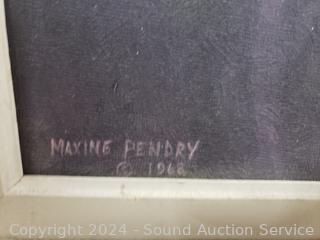 MAXINE PENDRY
© 1968
Copyright 2024 - Sound Auction Service